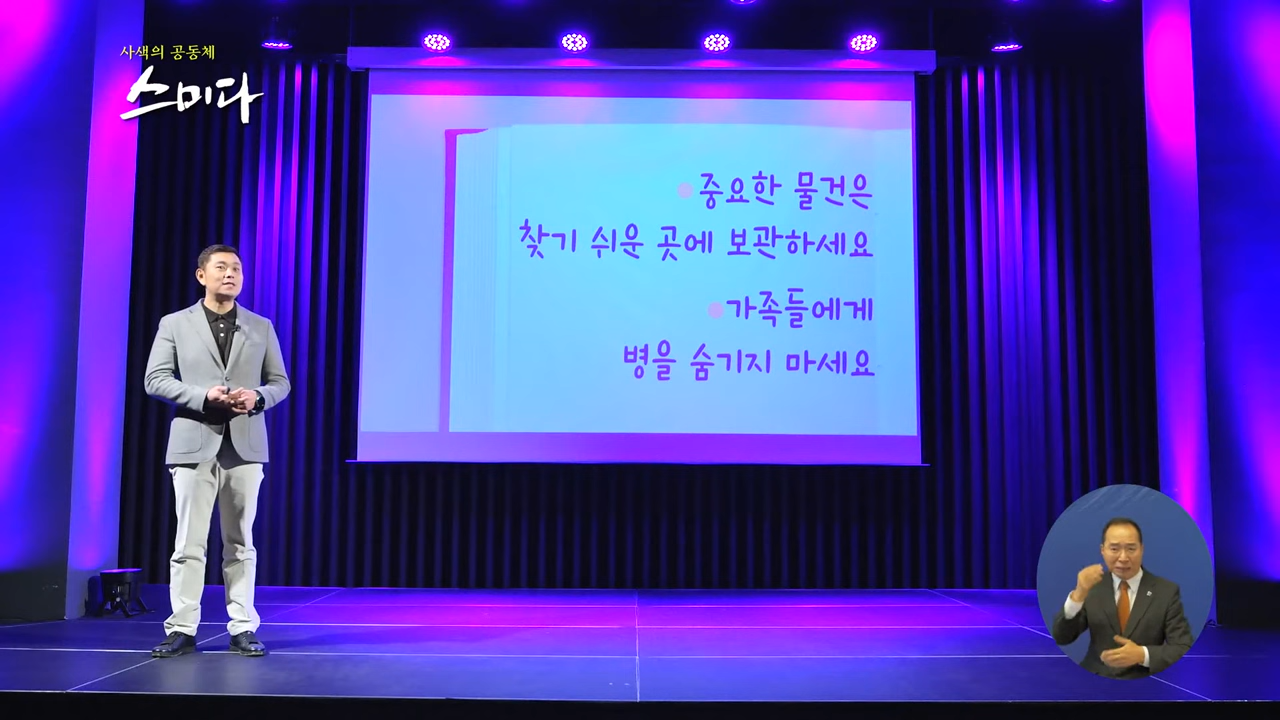 사색의 공동체
스미다
중요한 물건은
찾기 쉬운 곳에 보관하세요
가족들에게
병을 숨기지 마세요